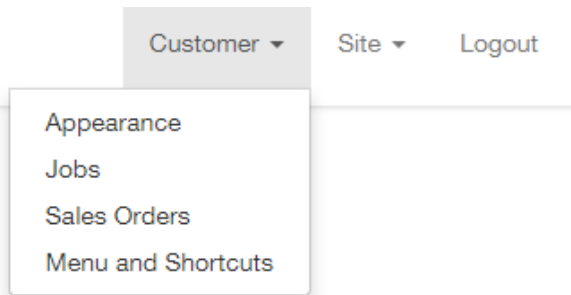 Customer Site Logout
Appearance
Jobs
Sales Orders
Menu and Shortcuts